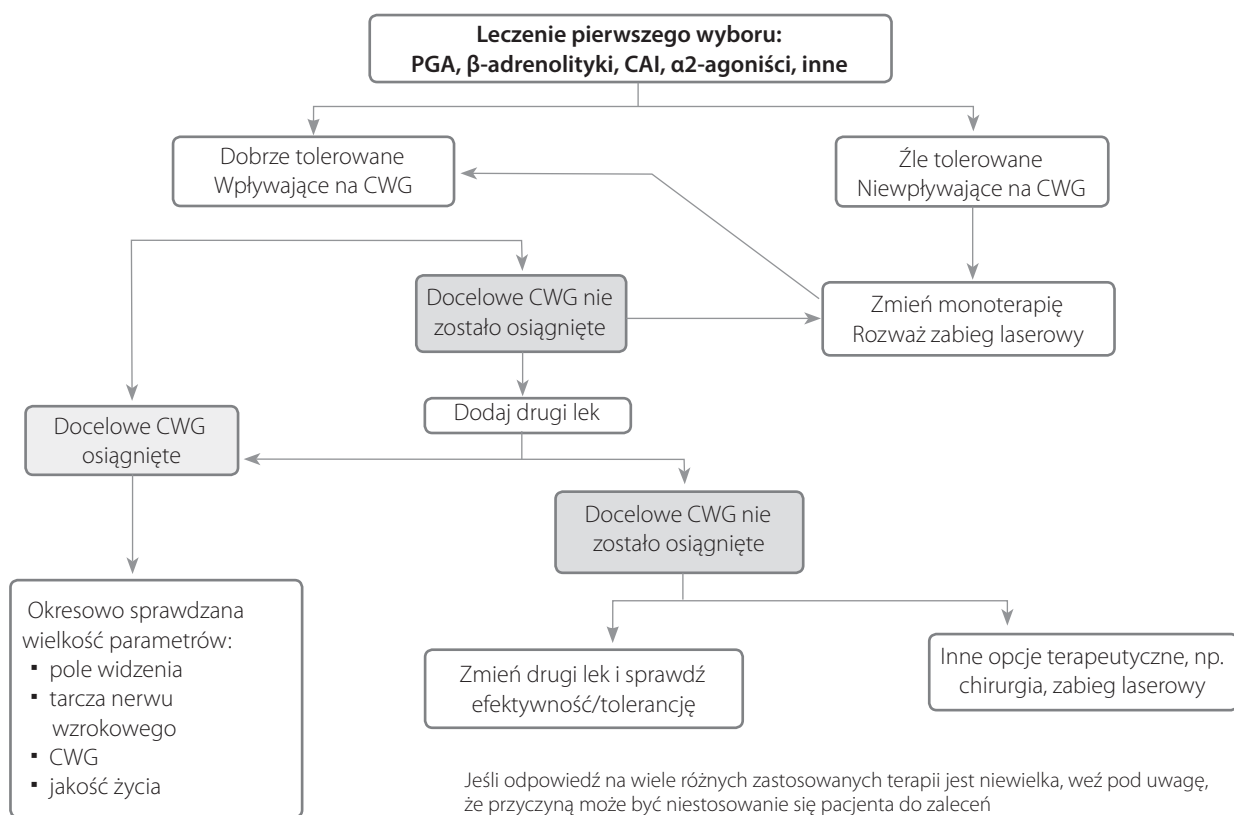 Leczenie pierwszego wyboru:
PGA, β-adrenolityki, CAI, α2-agoniści, inne
Dobrze tolerowane
Wpływające na CWG
Źle tolerowane
Niewpływające na CWG
Docelowe CWG nie
zostało osiągnięte
Zmień monoterapię
Rozważ zabieg laserowy
Dodaj drugi lek
Docelowe CWG
osiągnięte
Docelowe CWG nie
zostało osiągnięte
Okresowo sprawdzana
wielkość parametrów:
▪ pole widzenia
▪ tarcza nerwu
wzrokowego
▪ CWG
▪ jakość życia
Zmień drugi lek i sprawdź
efektywność/tolerancję
Inne opcje terapeutyczne, np.
chirurgia, zabieg laserowy
Jeśli odpowiedź na wiele różnych zastosowanych terapii jest niewielka, weź pod uwagę,
że przyczyną może być niestosowanie się pacjenta do zaleceń